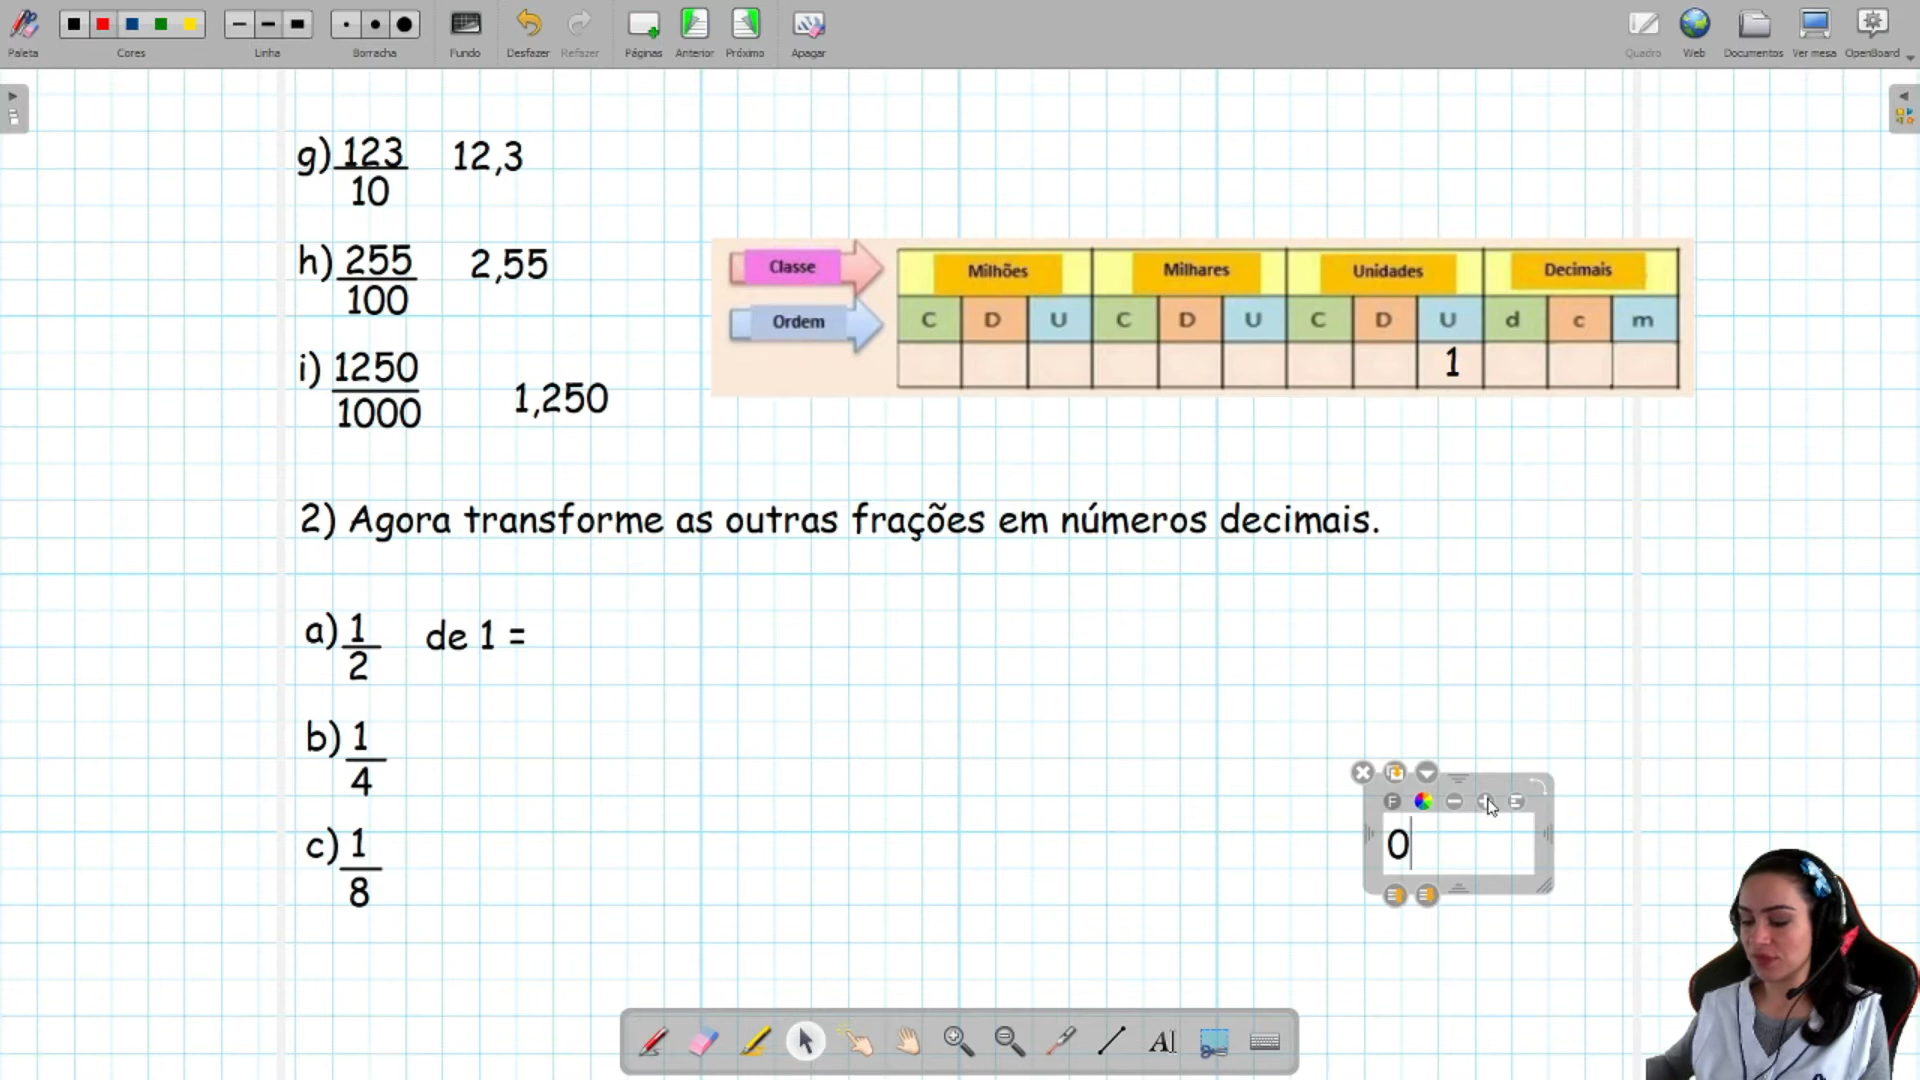 Paleta Cores Linha Borracha Fundo Desfazer Refazer Páginas Anterior Próximo Apagar Quadro Web Documentos Ver mesa OpenBoard
g) 123 12,3
10
h) 255 2,55
100
i) 1250 1,250
1000
Classe Milhões Milhares Unidades Decimais
Ordem C D U C D U C D U d c m
1
2) Agora transforme as outras frações em números decimais.
a) 1 de 1 =
2
b) 1
4
c) 1
8
F
0
AI